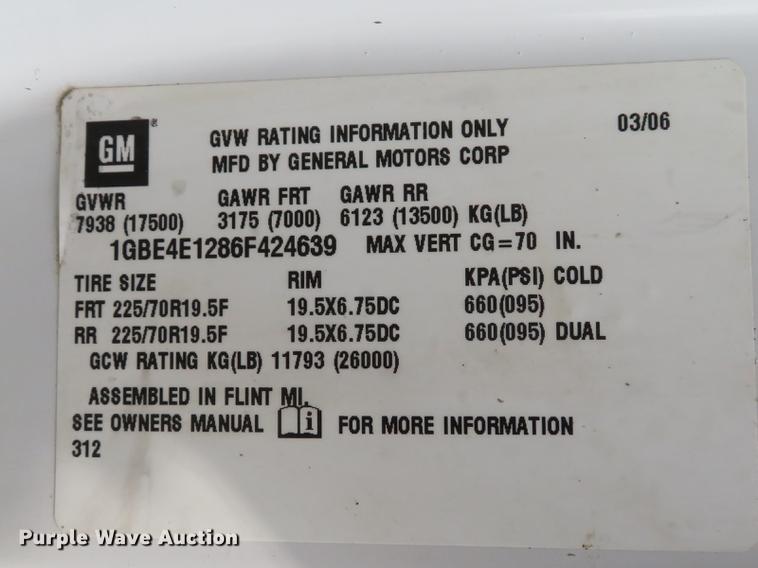 GM® GVW RATING INFORMATION ONLY 03/06
MFD BY GENERAL MOTORS CORP
GVWR GAWR FRT GAWR RR
7938 (17500) 3175 (7000) 6123 (13500) KG(LB)
1GBE4E1286F424639 MAX VERT CG=70 IN.
TIRE SIZE RIM KPA(PSI) COLD
FRT 225/70R19.5F 19.5X6.75DC 660(095)
RR 225/70R19.5F 19.5X6.75DC 660(095) DUAL
GCW RATING KG(LB) 11793 (26000)
ASSEMBLED IN FLINT MI.
SEE OWNERS MANUAL i FOR MORE INFORMATION
312
Purple Wave Auction